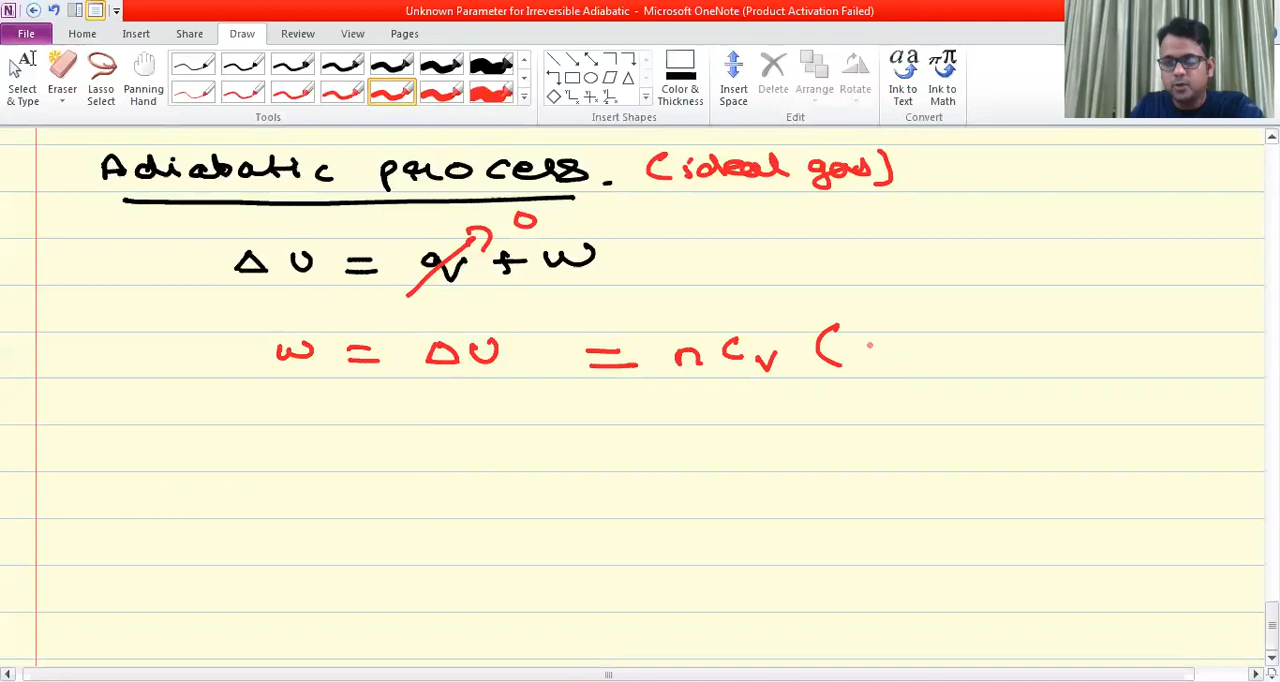 Unknown Parameter for Irreversible Adiabatic - Microsoft OneNote (Product Activation Failed)
File Home Insert Share Draw Review View Pages
Select & Type Eraser Lasso Select Panning Hand Color & Thickness Insert Space Delete Arrange Rotate Ink to Text Ink to Math
Tools Insert Shapes Edit Convert
Adiabatic process. (ideal gas)
0
ΔU = q + w
w = ΔU = nCv (